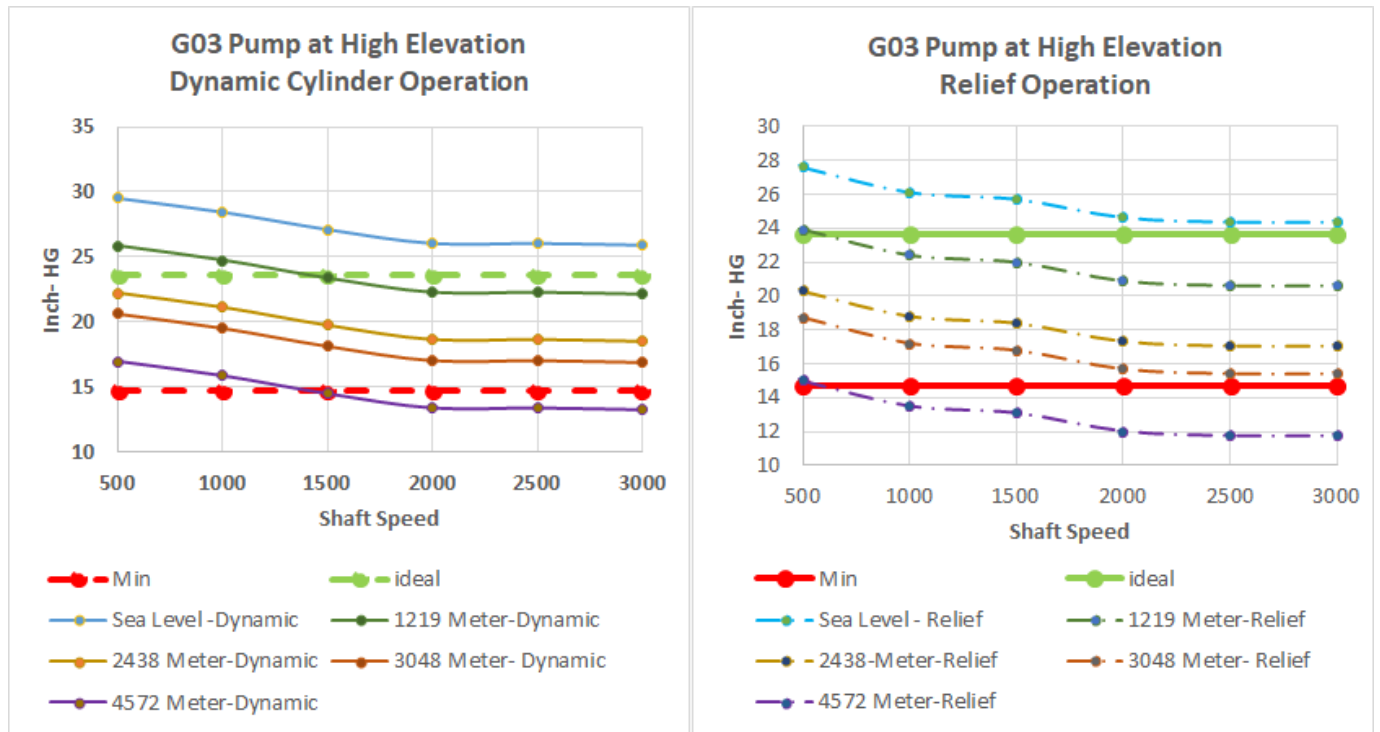 G03 Pump at High Elevation
Dynamic Cylinder Operation
Inch- HG
35
30
25
20
15
10
500 1000 1500 2000 2500 3000
Shaft Speed
Min ideal
Sea Level -Dynamic 1219 Meter-Dynamic
2438 Meter-Dynamic 3048 Meter- Dynamic
4572 Meter-Dynamic
G03 Pump at High Elevation
Relief Operation
Inch- HG
30
28
26
24
22
20
18
16
14
12
10
500 1000 1500 2000 2500 3000
Shaft Speed
Min ideal
Sea Level - Relief 1219 Meter-Relief
2438-Meter-Relief 3048 Meter- Relief
4572 Meter-Relief